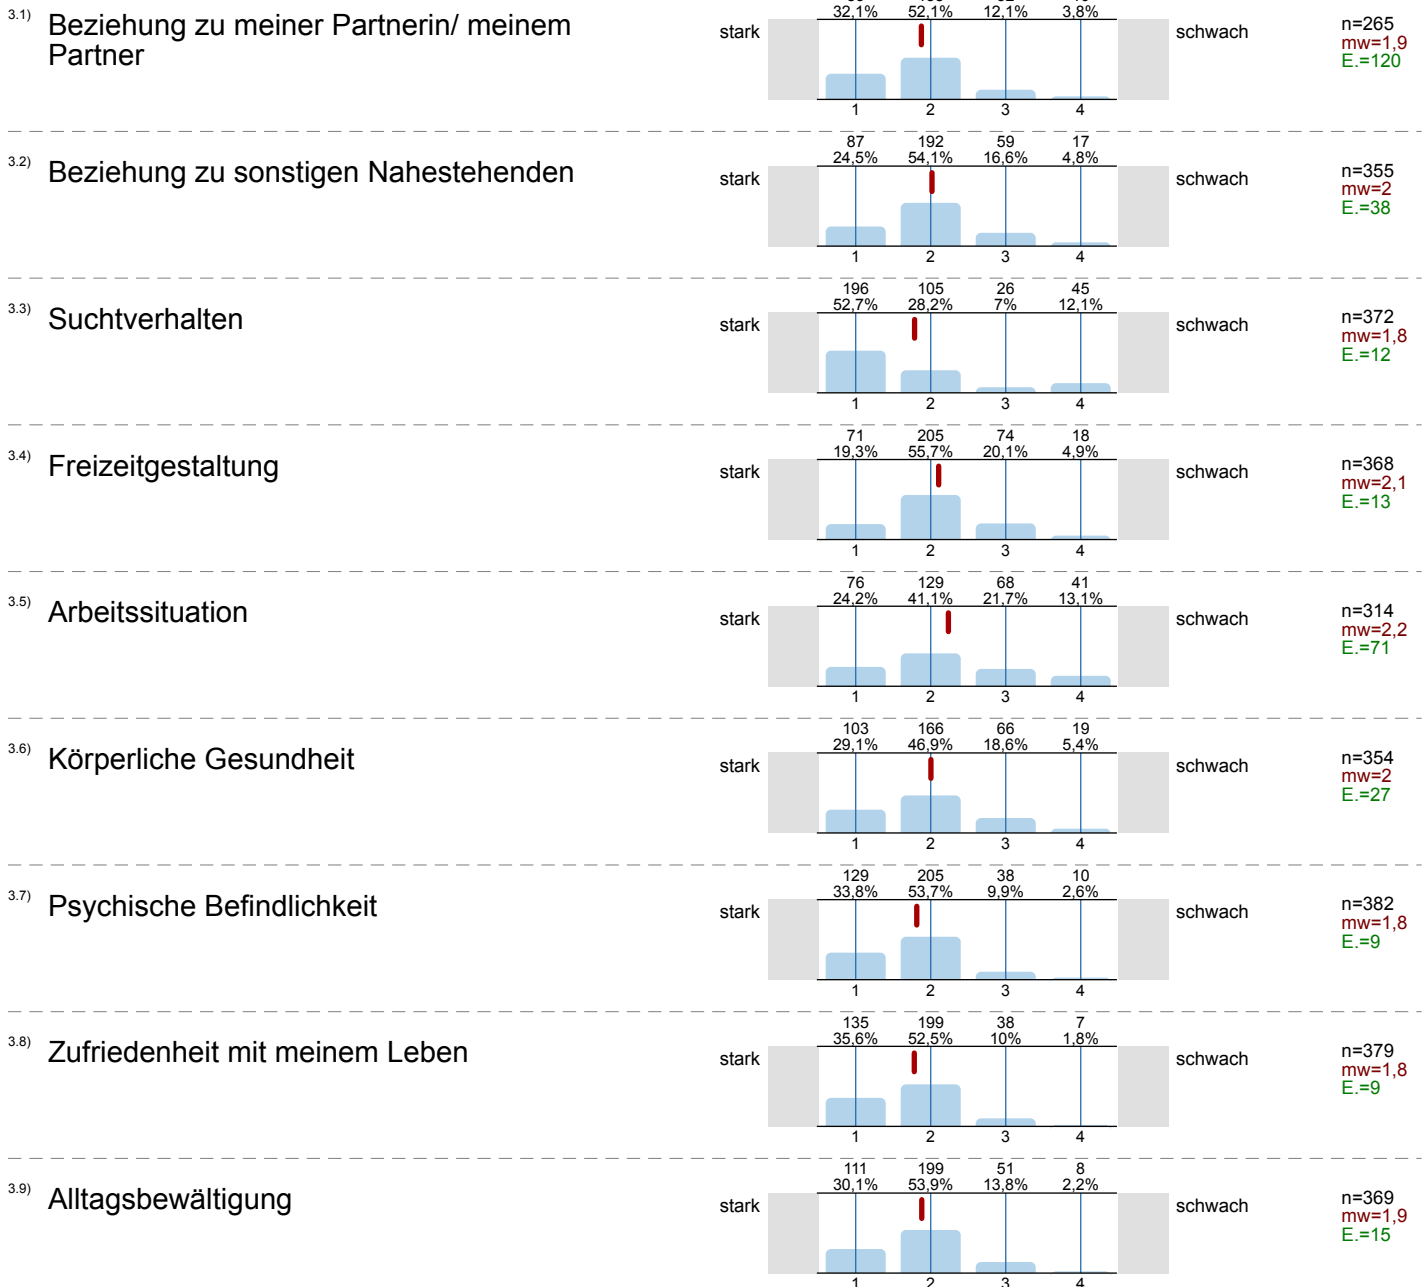 3.1) Beziehung zu meiner Partnerin/ meinem
Partner
32,1% 52,1% 12,1% 3,8%
stark schwach
1 2 3 4
n=265
mw=1,9
E.=120
3.2) Beziehung zu sonstigen Nahestehenden
87 192 59 17
24,5% 54,1% 16,6% 4,8%
stark schwach
1 2 3 4
n=355
mw=2
E.=38
3.3) Suchtverhalten
196 105 26 45
52,7% 28,2% 7% 12,1%
stark schwach
1 2 3 4
n=372
mw=1,8
E.=12
3.4) Freizeitgestaltung
71 205 74 18
19,3% 55,7% 20,1% 4,9%
stark schwach
1 2 3 4
n=368
mw=2,1
E.=13
3.5) Arbeitssituation
76 129 68 41
24,2% 41,1% 21,7% 13,1%
stark schwach
1 2 3 4
n=314
mw=2,2
E.=71
3.6) Körperliche Gesundheit
103 166 66 19
29,1% 46,9% 18,6% 5,4%
stark schwach
1 2 3 4
n=354
mw=2
E.=27
3.7) Psychische Befindlichkeit
129 205 38 10
33,8% 53,7% 9,9% 2,6%
stark schwach
1 2 3 4
n=382
mw=1,8
E.=9
3.8) Zufriedenheit mit meinem Leben
135 199 38 7
35,6% 52,5% 10% 1,8%
stark schwach
1 2 3 4
n=379
mw=1,8
E.=9
3.9) Alltagsbewältigung
111 199 51 8
30,1% 53,9% 13,8% 2,2%
stark schwach
1 2 3 4
n=369
mw=1,9
E.=15